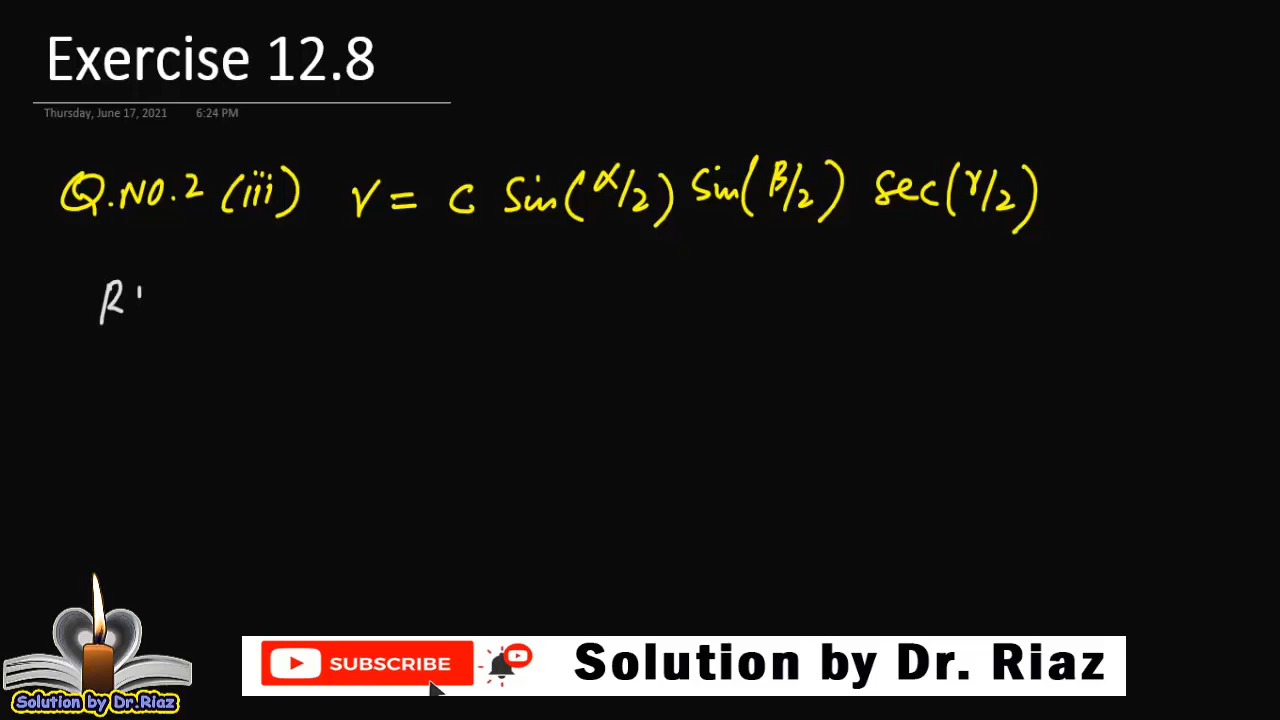 Exercise 12.8
Thursday, June 17, 2021 6:24 PM
Q.NO.2 (iii) r = c Sin(α/2) Sin(β/2) Sec(γ/2)
R '
SUBSCRIBE Solution by Dr. Riaz
Solution by Dr.Riaz